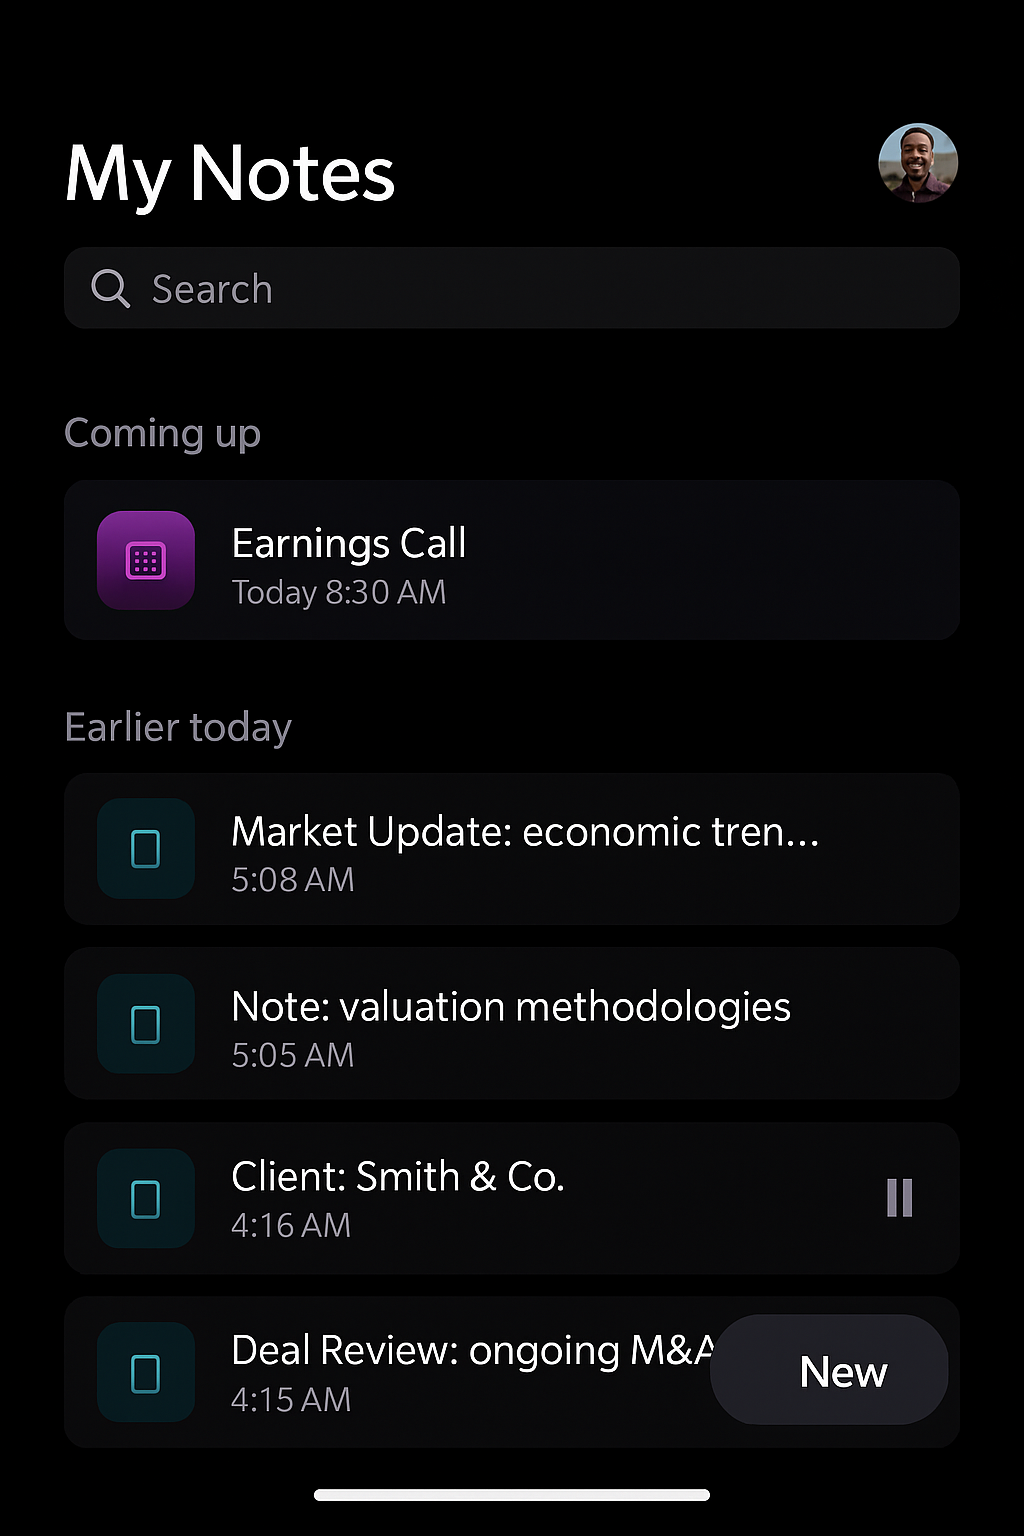 My Notes
Search
Coming up
Earnings Call
Today 8:30 AM
Earlier today
Market Update: economic tren...
5:08 AM
Note: valuation methodologies
5:05 AM
Client: Smith & Co.
4:16 AM
Deal Review: ongoing M&A
4:15 AM
New